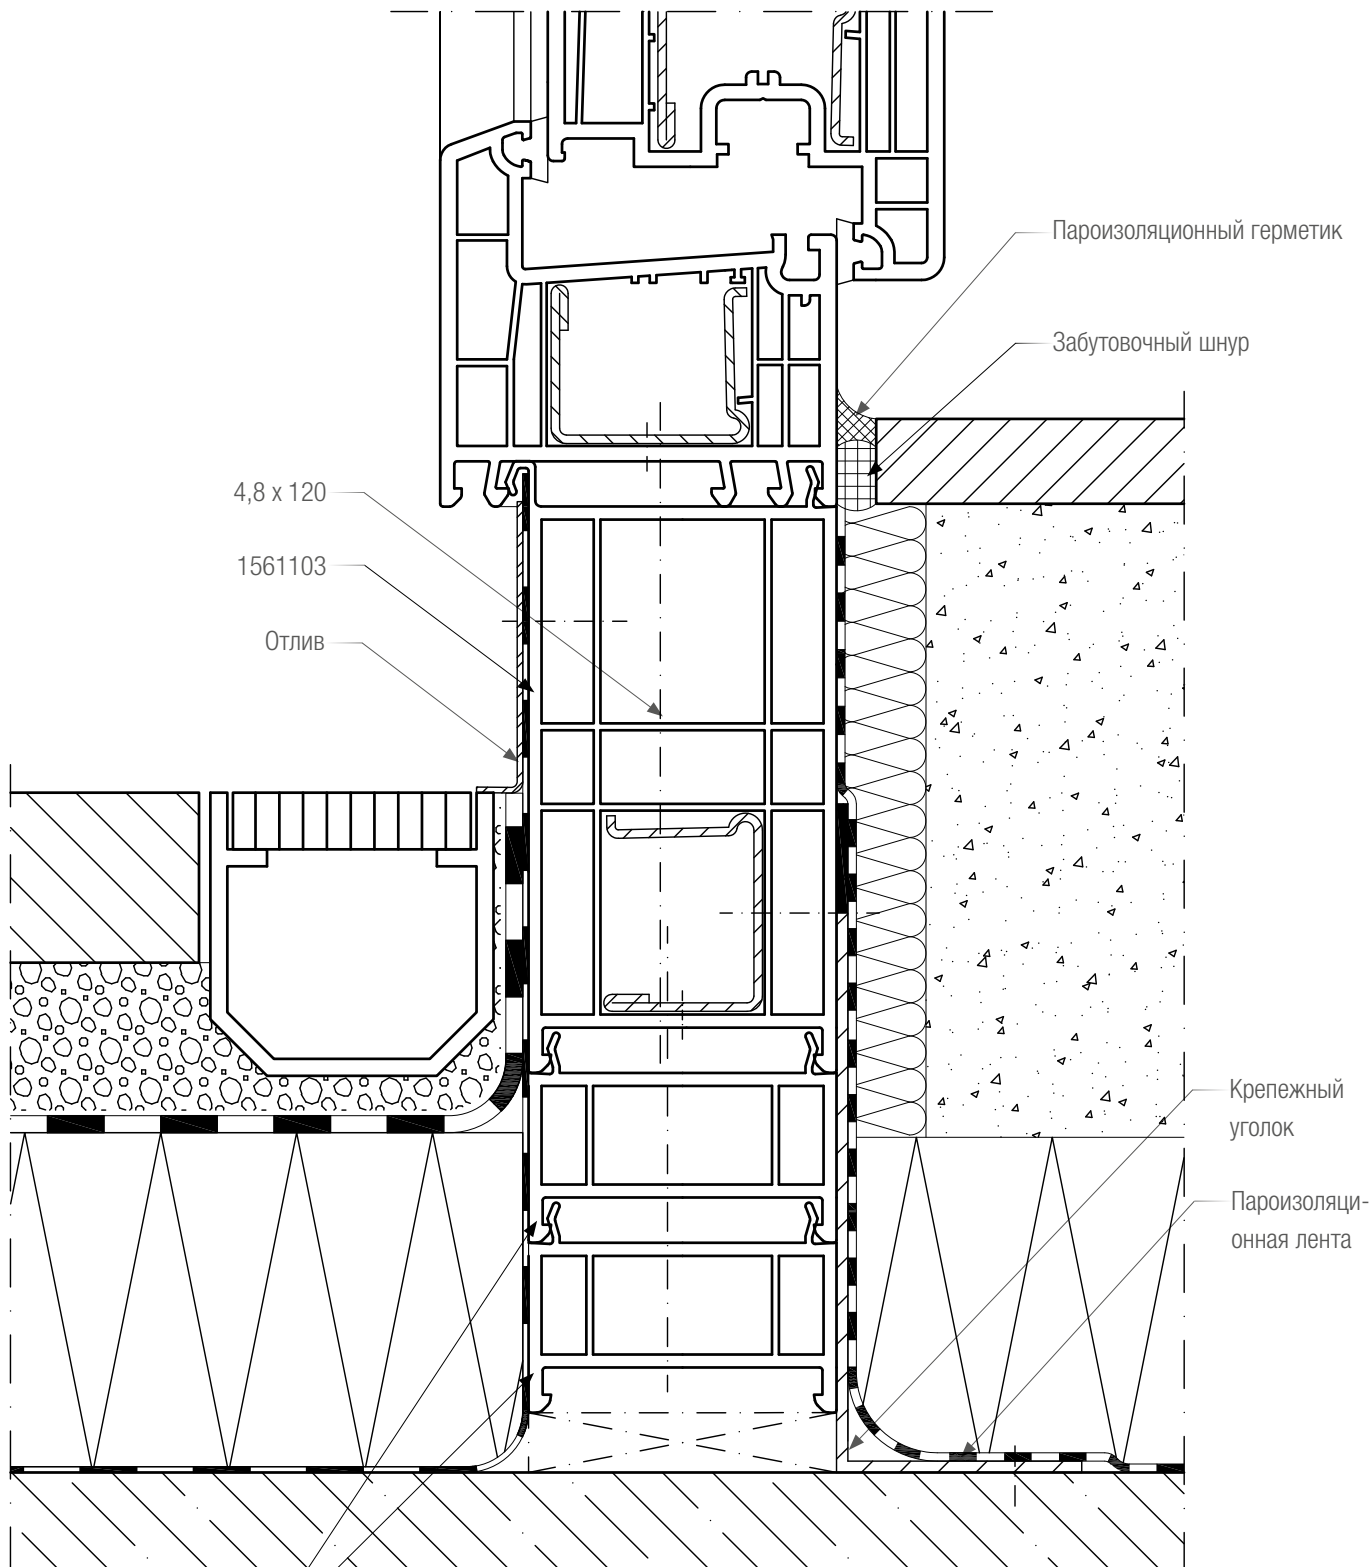 Пароизоляционный герметик
Забутовочный шнур
4,8 x 120
1561103
Отлив
Крепежный
уголок
Пароизоляци-
онная лента